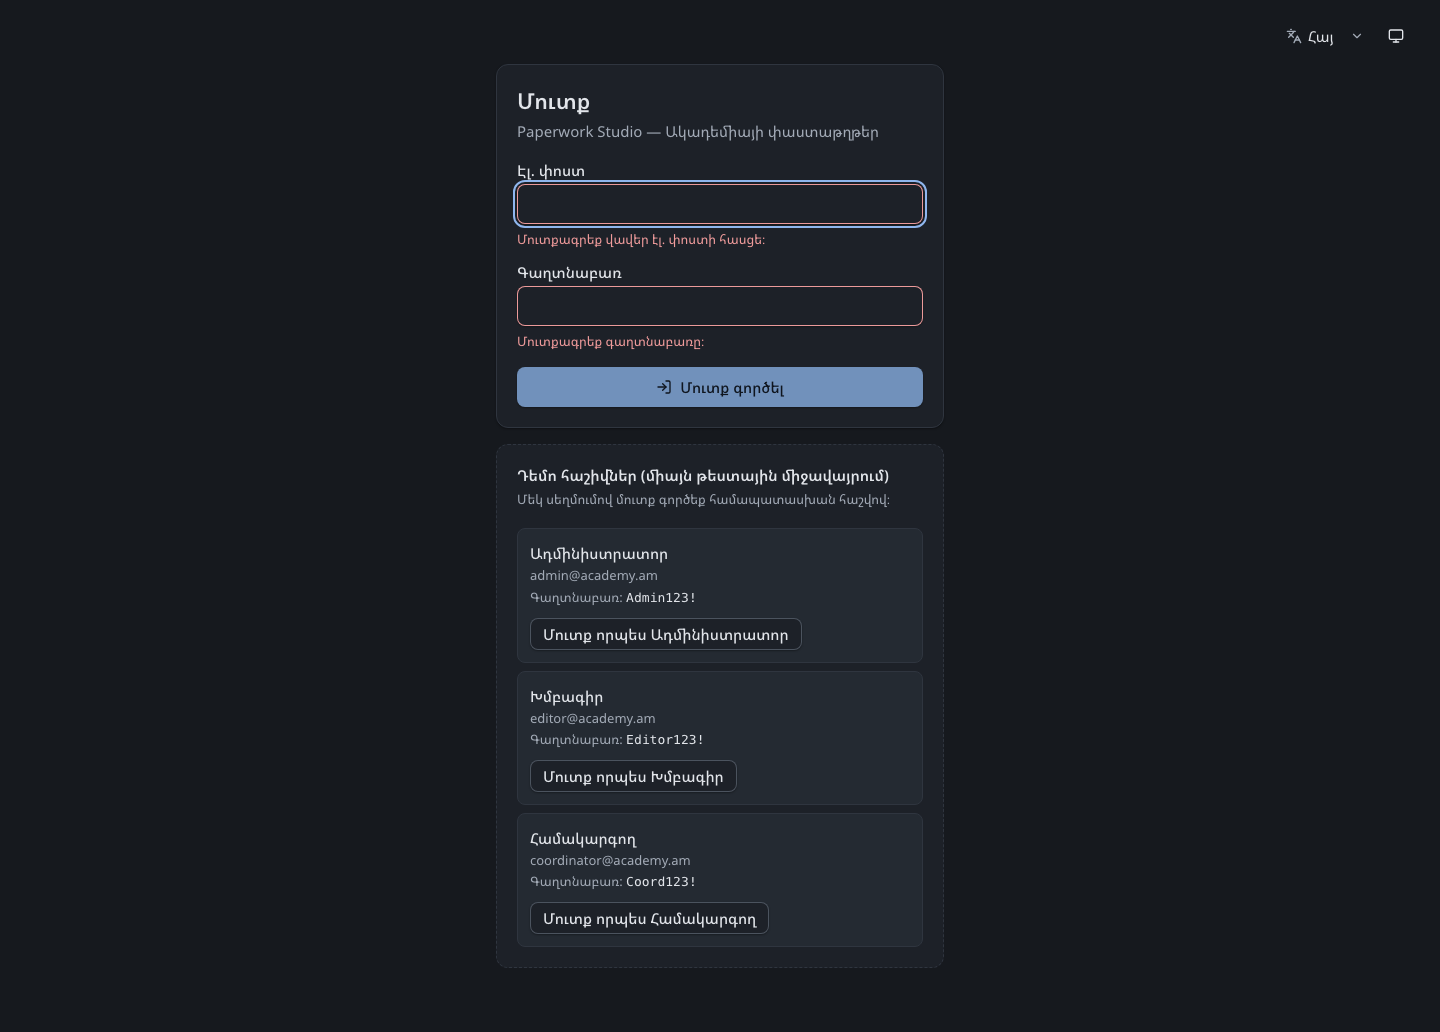 Հայ
Մուտք
Paperwork Studio — Ակադեմիայի փաստաթղթեր
Էլ. փոստ
Մուտքագրեք վավեր էլ. փոստի հասցե։
Գաղտնաբառ
Մուտքագրեք գաղտնաբառը։
Մուտք գործել
Դեմո հաշիվներ (միայն թեստային միջավայրում)
Մեկ սեղմումով մուտք գործեք համապատասխան հաշվով։
Ադմինիստրատոր
admin@academy.am
Գաղտնաբառ: Admin123!
Մուտք որպես Ադմինիստրատոր
Խմբագիր
editor@academy.am
Գաղտնաբառ: Editor123!
Մուտք որպես Խմբագիր
Համակարգող
coordinator@academy.am
Գաղտնաբառ: Coord123!
Մուտք որպես Համակարգող